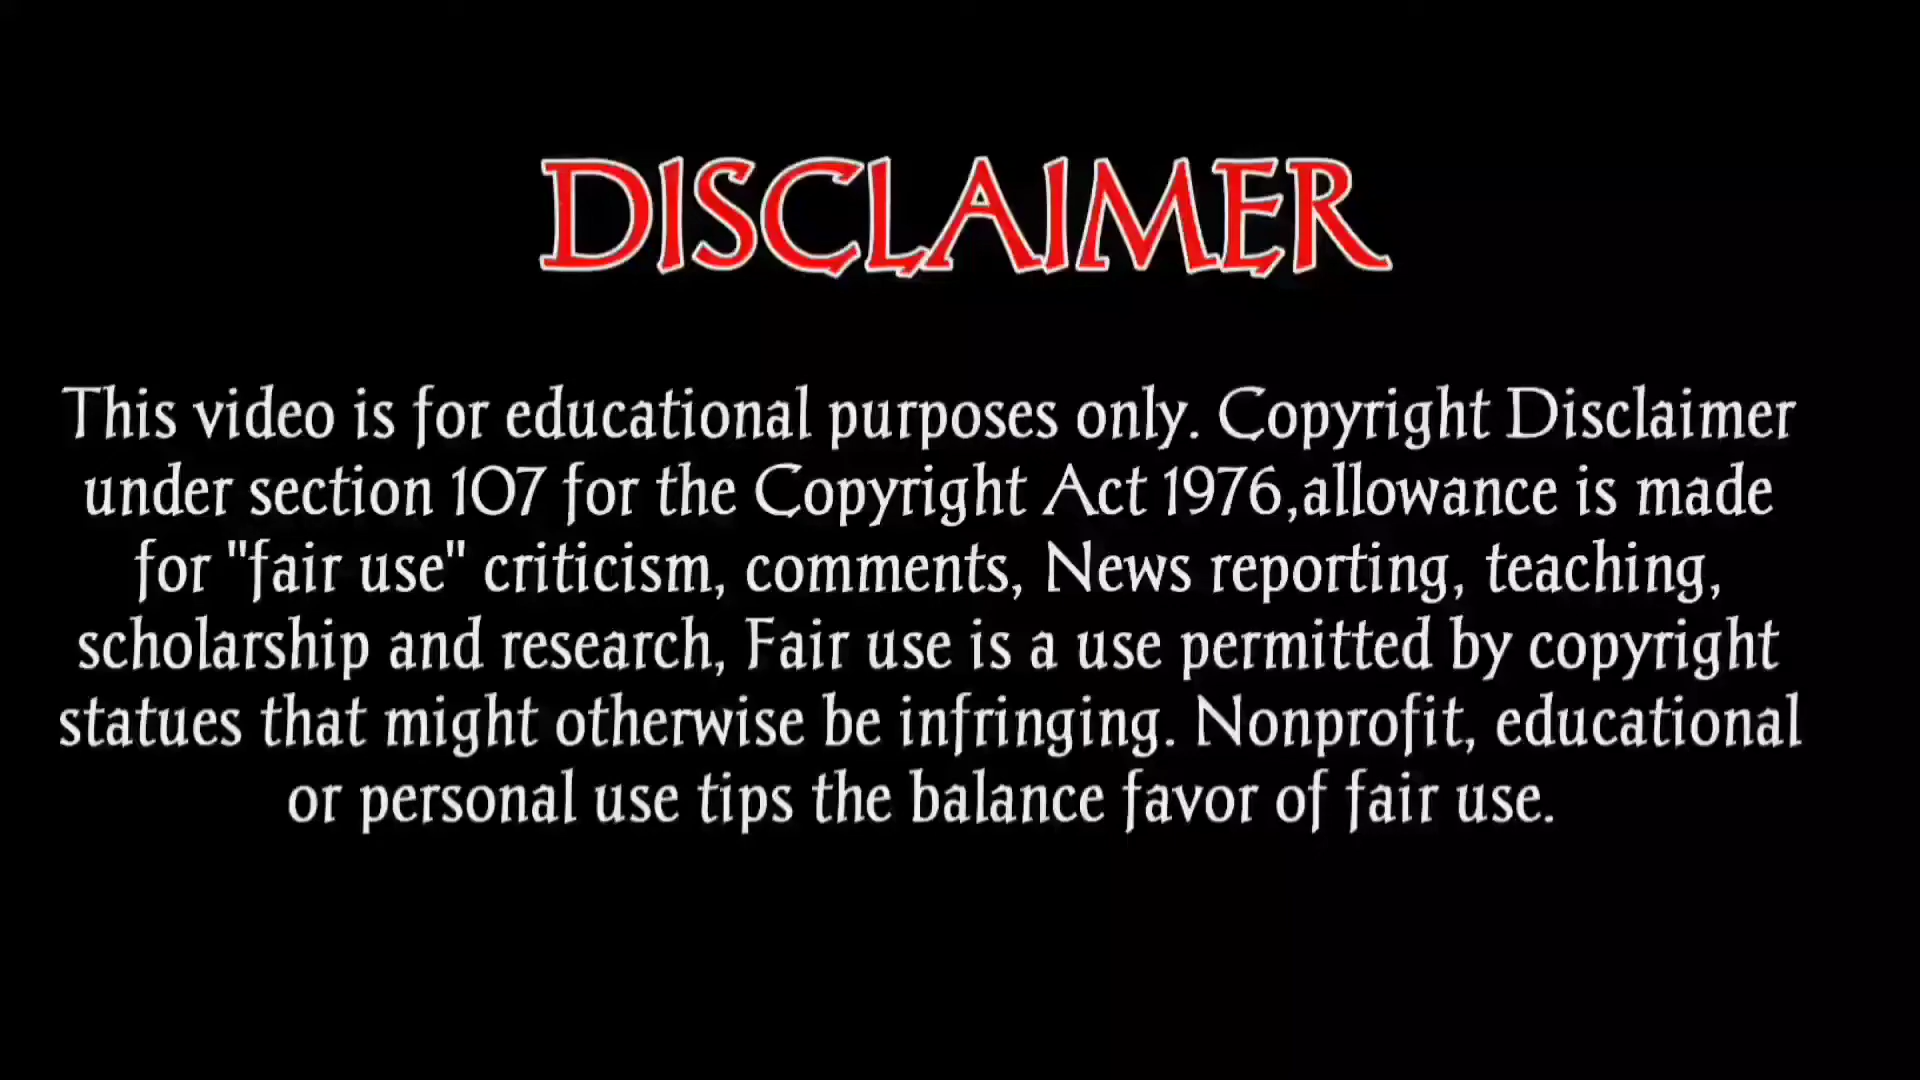 DISCLAIMER
This video is for educational purposes only. Copyright Disclaimer
under section 107 for the Copyright Act 1976,allowance is made
for "fair use" criticism, comments, News reporting, teaching,
scholarship and research, Fair use is a use permitted by copyright
statues that might otherwise be infringing. Nonprofit, educational
or personal use tips the balance favor of fair use.